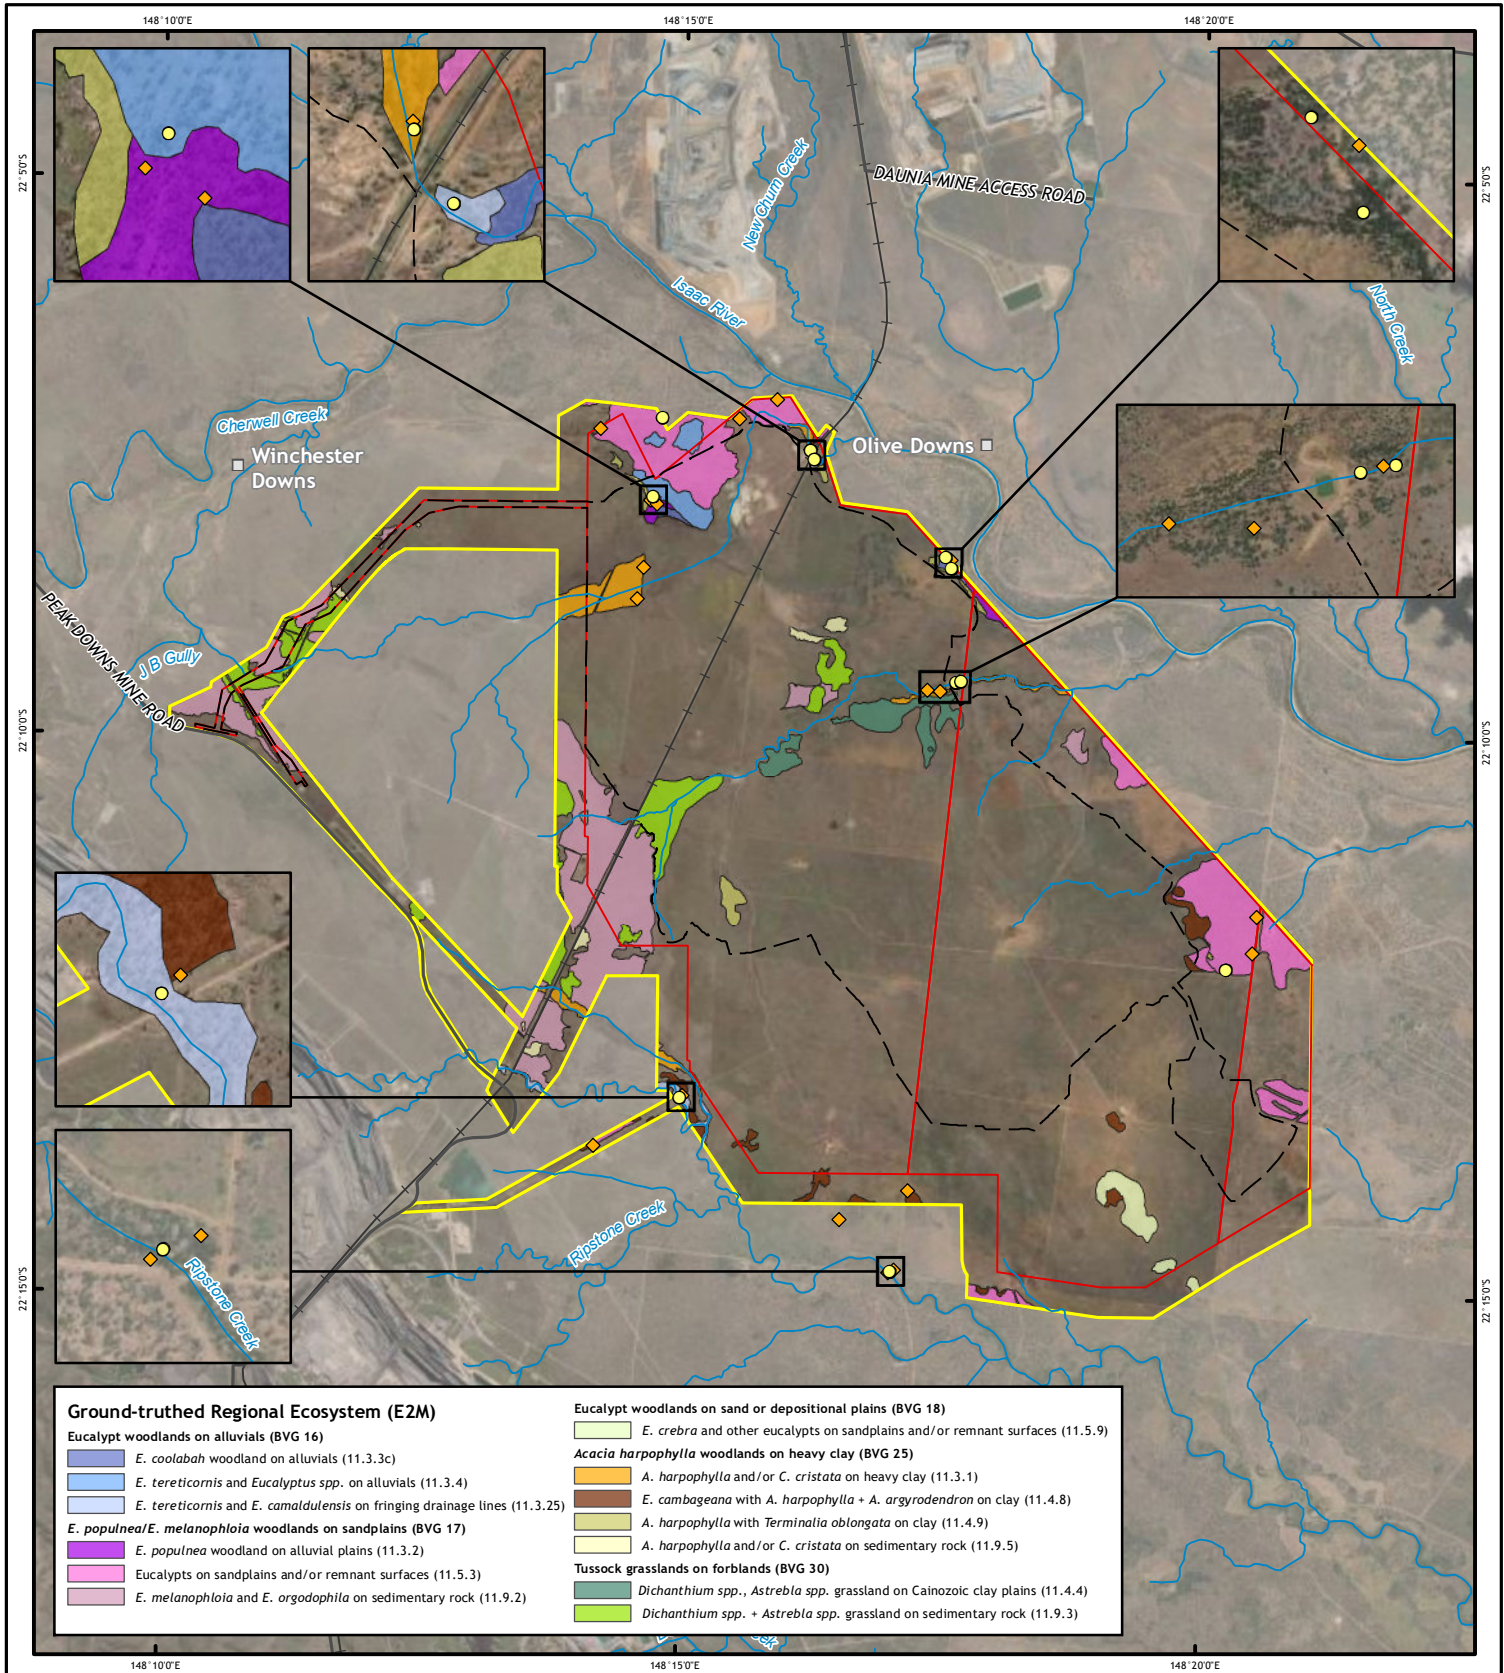 148°10'0"E
148°15'0"E
148°20'0"E
22°5'0"S
22°5'0"S
New Chum Creek
DAUNIA MINE ACCESS ROAD
Isaac River
North Creek
Cherwell Creek
Winchester
Downs
Olive Downs
PEAK DOWNS MINE ROAD
J B Gully
22°10'0"S
22°10'0"S
Ripstone Creek
Ripstone Creek
22°15'0"S
22°15'0"S
Ground-truthed Regional Ecosystem (E2M)
Eucalypt woodlands on alluvials (BVG 16)
E. coolabah woodland on alluvials (11.3.3c)
E. tereticornis and Eucalyptus spp. on alluvials (11.3.4)
E. tereticornis and E. camaldulensis on fringing drainage lines (11.3.25)
E. populnea/E. melanophloia woodlands on sandplains (BVG 17)
E. populnea woodland on alluvial plains (11.3.2)
Eucalypts on sandplains and/or remnant surfaces (11.5.3)
E. melanophloia and E. orgodophila on sedimentary rock (11.9.2)
Eucalypt woodlands on sand or depositional plains (BVG 18)
E. crebra and other eucalypts on sandplains and/or remnant surfaces (11.5.9)
Acacia harpophylla woodlands on heavy clay (BVG 25)
A. harpophylla and/or C. cristata on heavy clay (11.3.1)
E. cambageana with A. harpophylla + A. argyrodendron on clay (11.4.8)
A. harpophylla with Terminalia oblongata on clay (11.4.9)
A. harpophylla and/or C. cristata on sedimentary rock (11.9.5)
Tussock grasslands on forblands (BVG 30)
Dichanthium spp., Astrebla spp. grassland on Cainozoic clay plains (11.4.4)
Dichanthium spp. + Astrebla spp. grassland on sedimentary rock (11.9.3)
148°10'0"E
148°15'0"E
148°20'0"E